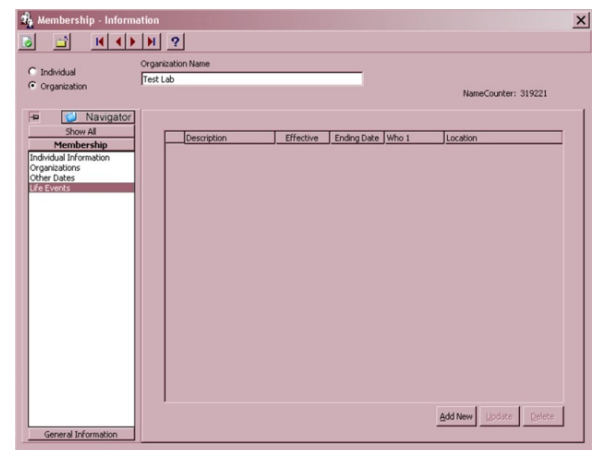 Membership - Information
?
Individual
Organization
Organization Name
Test Lab
NameCounter: 319221
Navigator
Show All
Membership
Individual Information
Organizations
Other Dates
Life Events
General Information
Description Effective Ending Date Who 1 Location
Add New Update Delete